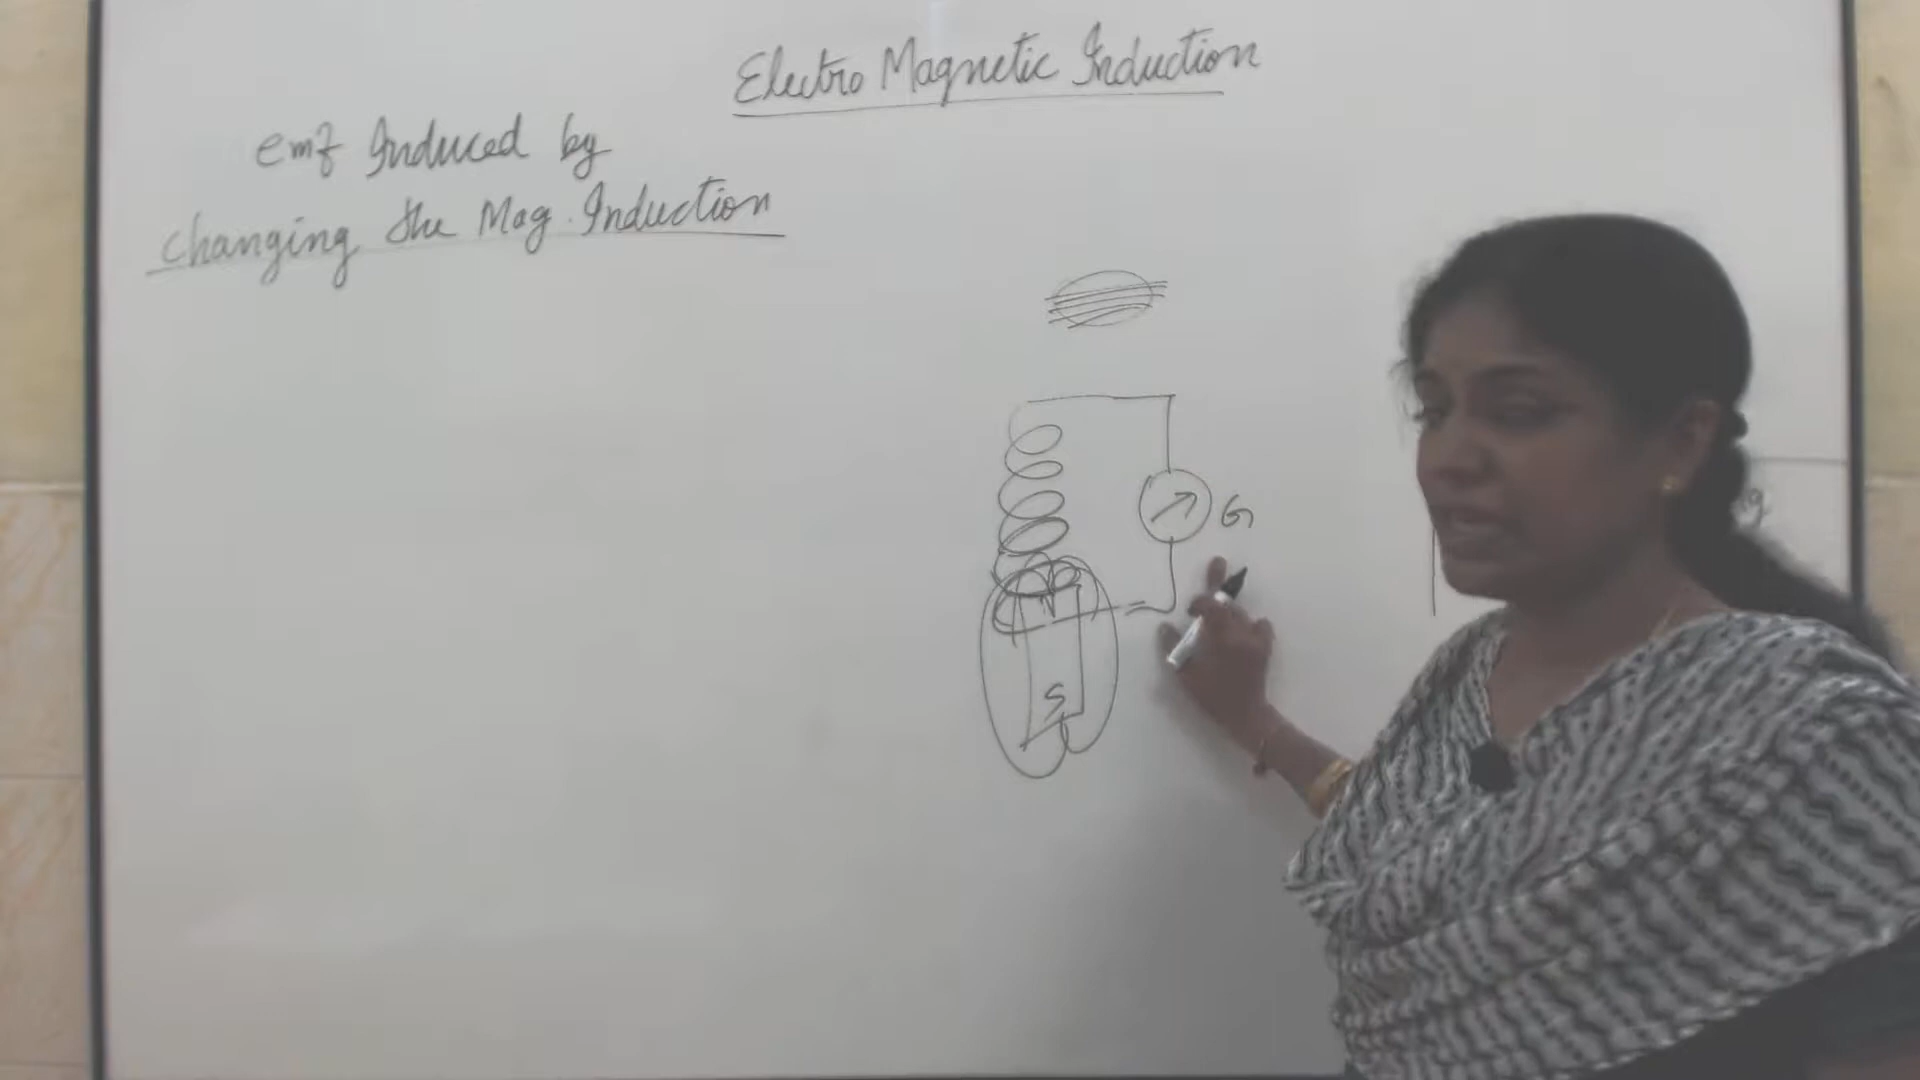 Electro Magnetic Induction
emf Induced by
changing the Mag. Induction
G
N
S